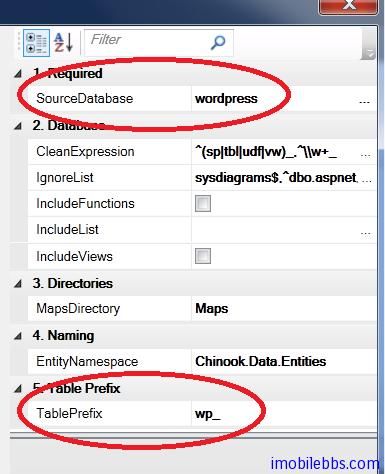 Filter
1. Required
SourceDatabase wordpress ...
2. Database
CleanExpression ^(sp|tbl|udf|vw)_,^\\w+_
IgnoreList sysdiagrams$,^dbo.aspnet,
IncludeFunctions
IncludeList ...
IncludeViews
3. Directories
MapsDirectory Maps
4. Naming
EntityNamespace Chinook.Data.Entities
5. Table Prefix
TablePrefix wp_
imobilebbs.com